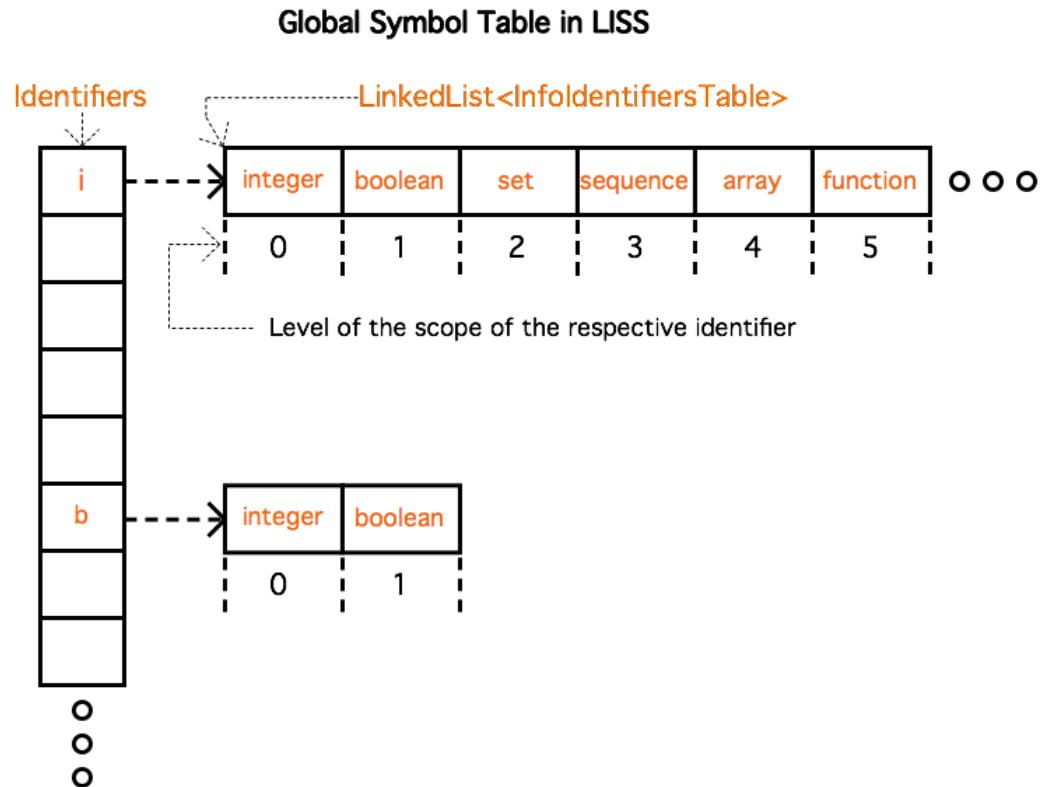 Global Symbol Table in LISS
Identifiers
LinkedList<InfoIdentifiersTable>
i
integer boolean set sequence array function
0 1 2 3 4 5
Level of the scope of the respective identifier
b
integer boolean
0 1